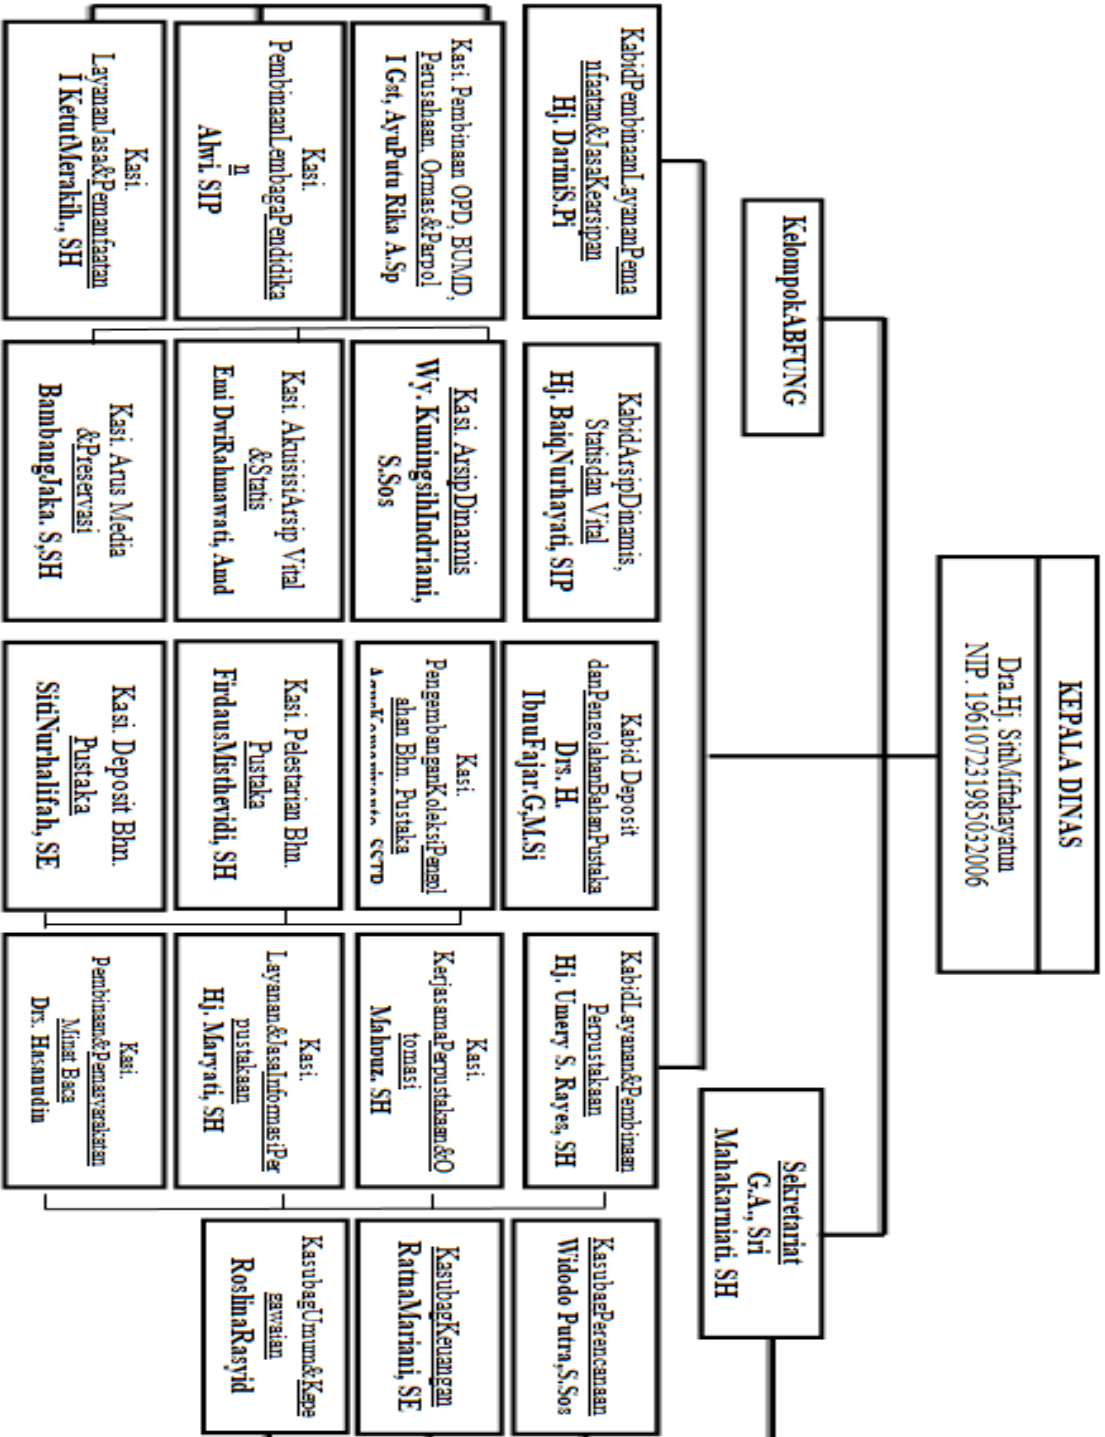 KEPALA DINAS
Dra.Hj. SitiMiftahayatun
NIP. 196107231985032006
KelompokABFUNG
Sekretariat
G.A., Sri
Mahakarniati. SH
KabidPembinaanLayananPema
nfaatan&JasaKearsipan
Hj. DariniS.Pi
KabidArsipDinamis,
Statisdan Vital
Hj. BaiqNurhayati, SIP
Kabid Deposit
danPengolahanBahanPustaka
Drs. H.
IbnuFajar.G,M.Si
KabidLayanan&Pembinaan
Perpustakaan
Hj. Umery S. Rayes, SH
KasubagPerencanaan
Widodo Putra,S.Sos
Kasi. Pembinaan OPD, BUMD,
Perusahaan. Ormas&Parpol
I Gst, AyuPutu Rika A.Sp
Kasi. ArsipDinamis
Wy. KuningsihIndriani,
S.Sos
Kasi.
PengembanganKoleksiPengol
ahan Bhn. Pustaka
Kasi.
KerjasamaPerpustakaan&O
tomasi
Mahpuz. SH
KasubagKeuangan
RatnaMariani, SE
Kasi.
PembinaanLembagaPendidika
n
Alwi. SIP
Kasi. AkuisisiArsip Vital
&Statis
Emi DwiRahmawati, Amd
Kasi. Pelestarian Bhn.
Pustaka
FirdausMisthevidi, SH
Kasi.
Layanan&JasaInformasiPer
pustakaan
Hj. Maryati, SH
KasubagUmum&Kepe
gawaian
RoslinaRasyid
Kasi.
LayananJasa&Pemanfaatan
I KetutMerakih., SH
Kasi. Arus Media
&Preservasi
BambangJaka. S,SH
Kasi. Deposit Bhn.
Pustaka
SitiNurhalifah, SE
Kasi.
Pembinaan&Pemasyarakatan
Minat Baca
Drs. Hasanudin